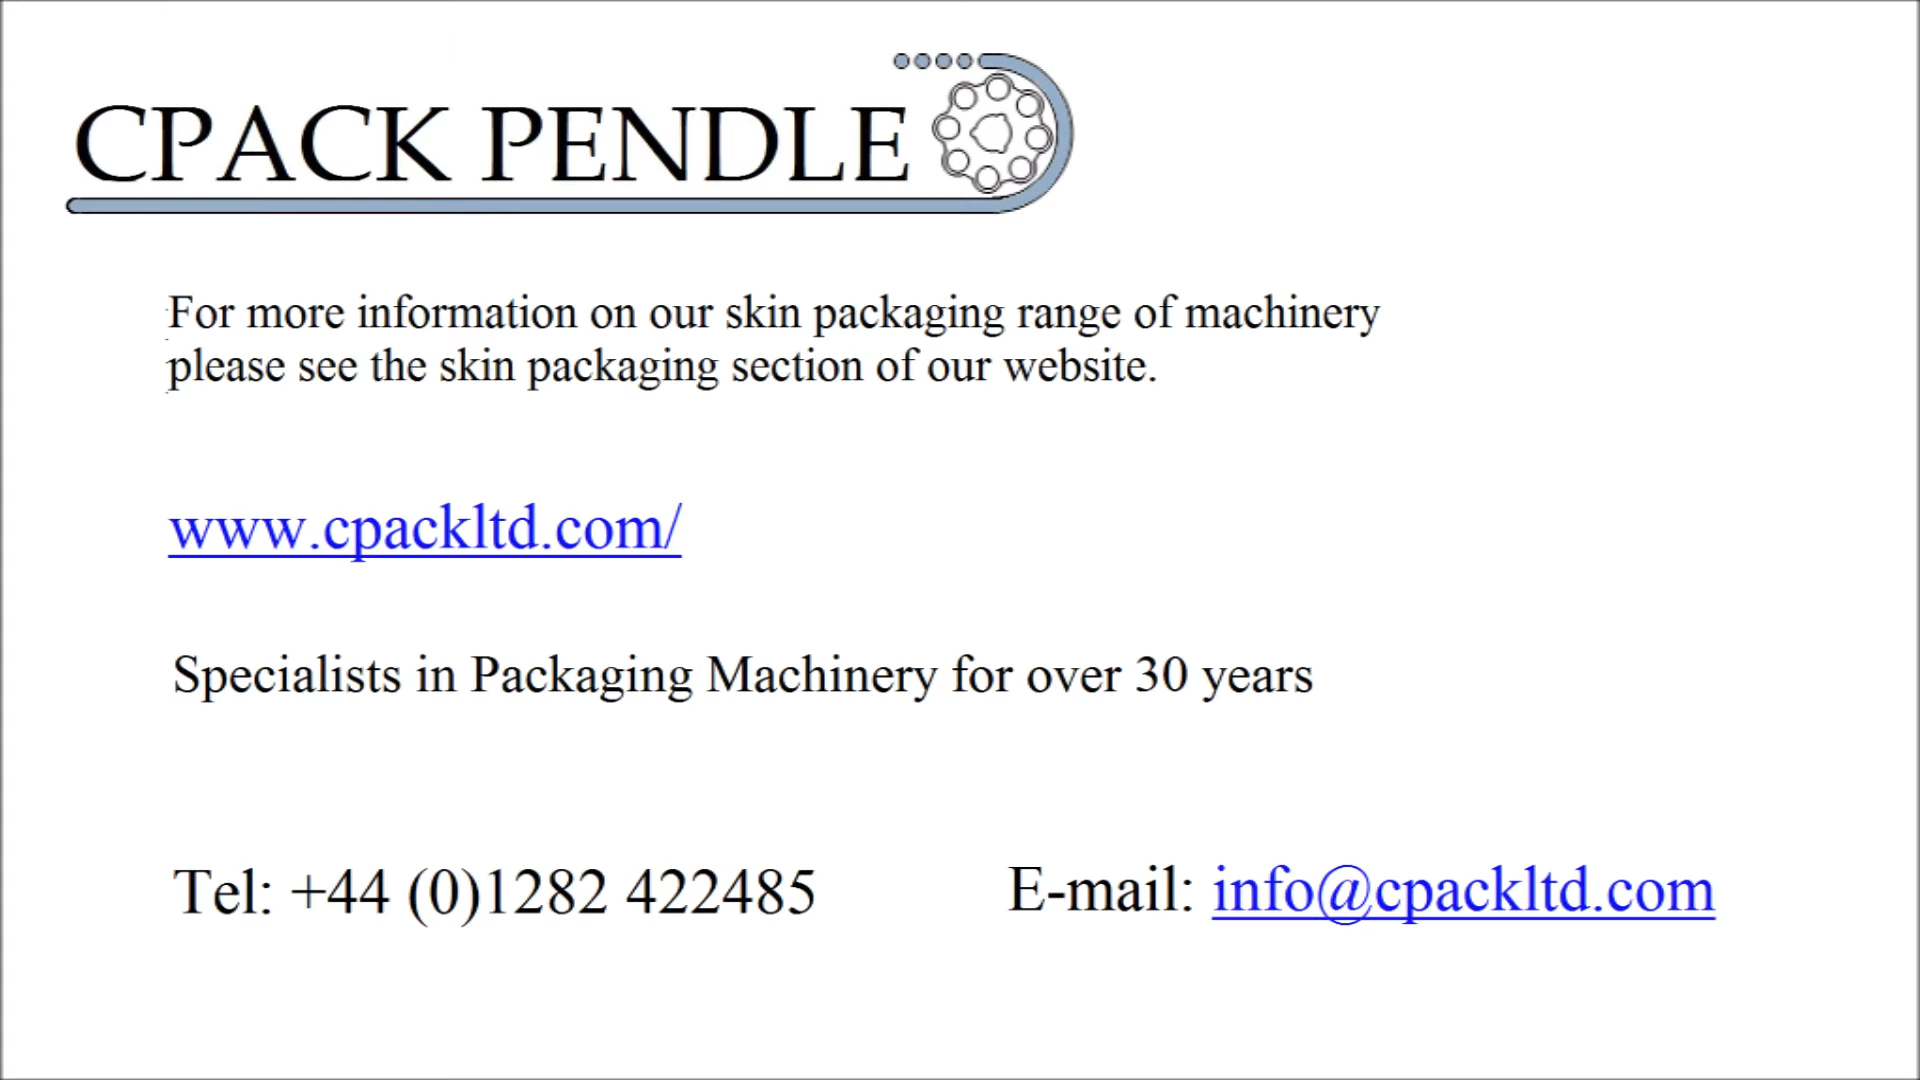 CPACK PENDLE
For more information on our skin packaging range of machinery
please see the skin packaging section of our website.
www.cpackltd.com/
Specialists in Packaging Machinery for over 30 years
Tel: +44 (0)1282 422485
E-mail: info@cpackltd.com